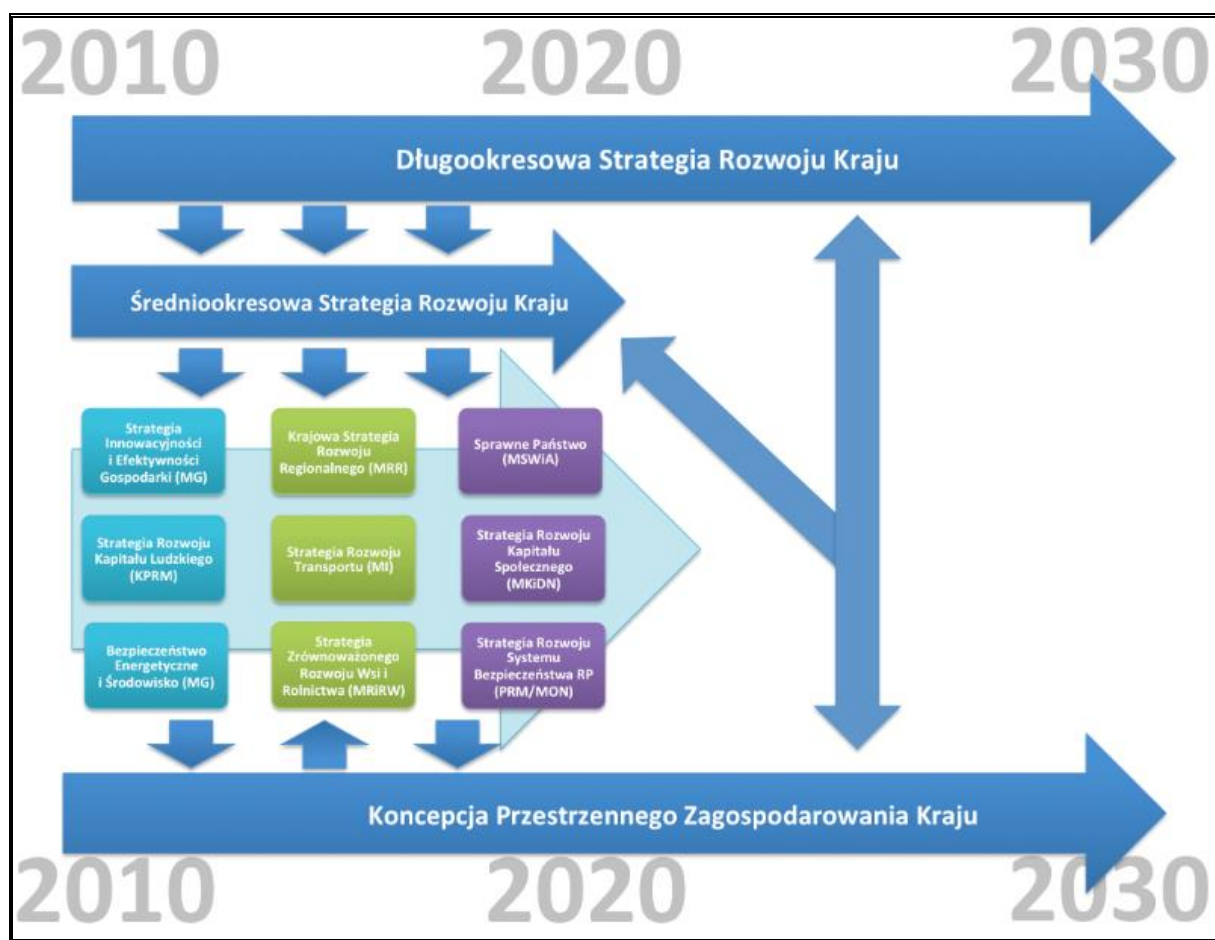 2010 2020 2030
Długookresowa Strategia Rozwoju Kraju
Średniookresowa Strategia Rozwoju Kraju
Strategia
Innowacyjności
i Efektywności
Gospodarki (MG)
Krajowa Strategia
Rozwoju
Regionalnego (MRR)
Sprawne Państwo
(MSWiA)
Strategia Rozwoju
Kapitału Ludzkiego
(KPRM)
Strategia Rozwoju
Transportu (MI)
Strategia Rozwoju
Kapitału
Społecznego
(MKiDN)
Bezpieczeństwo
Energetyczne
i Środowisko (MG)
Strategia
Zrównoważonego
Rozwoju Wsi i
Rolnictwa (MRiRW)
Strategia Rozwoju
Systemu
Bezpieczeństwa RP
(PRM/MON)
Koncepcja Przestrzennego Zagospodarowania Kraju
2010 2020 2030